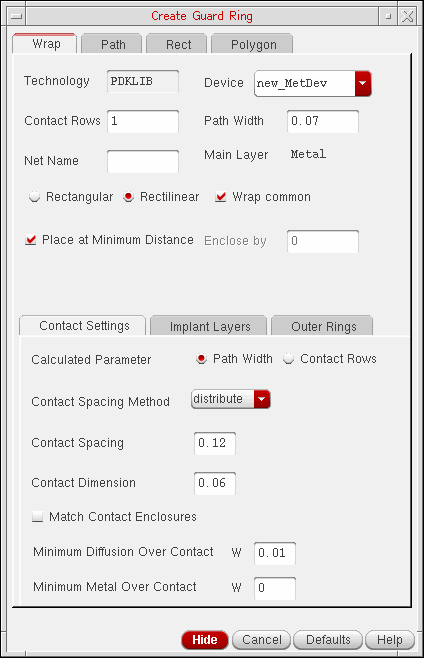 Create Guard Ring
Wrap Path Rect Polygon
Technology PDKLIB Device new_MetDev
Contact Rows 1 Path Width 0.07
Net Name Main Layer Metal
Rectangular Rectilinear Wrap common
Place at Minimum Distance Enclose by 0
Contact Settings Implant Layers Outer Rings
Calculated Parameter Path Width Contact Rows
Contact Spacing Method distribute
Contact Spacing 0.12
Contact Dimension 0.06
Match Contact Enclosures
Minimum Diffusion Over Contact W 0.01
Minimum Metal Over Contact W 0
Hide Cancel Defaults Help